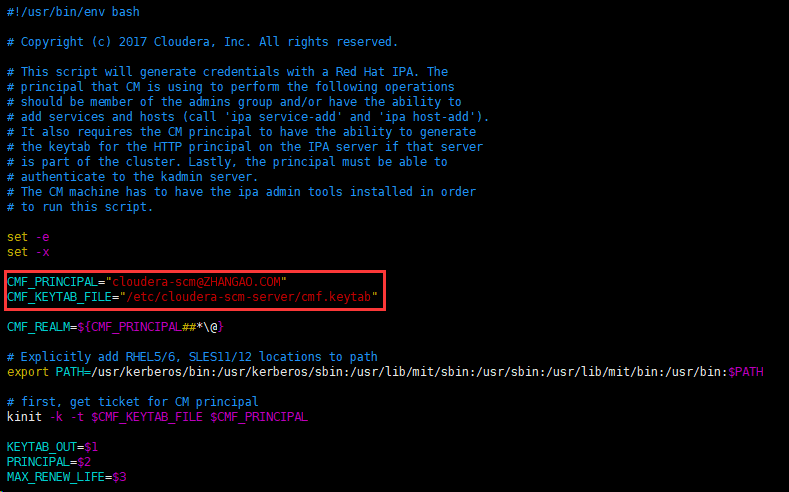 #!/usr/bin/env bash
# Copyright (c) 2017 Cloudera, Inc. All rights reserved.
# This script will generate credentials with a Red Hat IPA. The
# principal that CM is using to perform the following operations
# should be member of the admins group and/or have the ability to
# add services and hosts (call 'ipa service-add' and 'ipa host-add').
# It also requires the CM principal to have the ability to generate
# the keytab for the HTTP principal on the IPA server if that server
# is part of the cluster. Lastly, the principal must be able to
# authenticate to the kadmin server.
# The CM machine has to have the ipa admin tools installed in order
# to run this script.
set -e
set -x
CMF_PRINCIPAL="cloudera-scm@ZHANGAO.COM"
CMF_KEYTAB_FILE="/etc/cloudera-scm-server/cmf.keytab"
CMF_REALM=${CMF_PRINCIPAL##*\@}
# Explicitly add RHEL5/6, SLES11/12 locations to path
export PATH=/usr/kerberos/bin:/usr/kerberos/sbin:/usr/lib/mit/sbin:/usr/sbin:/usr/lib/mit/bin:/usr/bin:$PATH
# first, get ticket for CM principal
kinit -k -t $CMF_KEYTAB_FILE $CMF_PRINCIPAL
KEYTAB_OUT=$1
PRINCIPAL=$2
MAX_RENEW_LIFE=$3